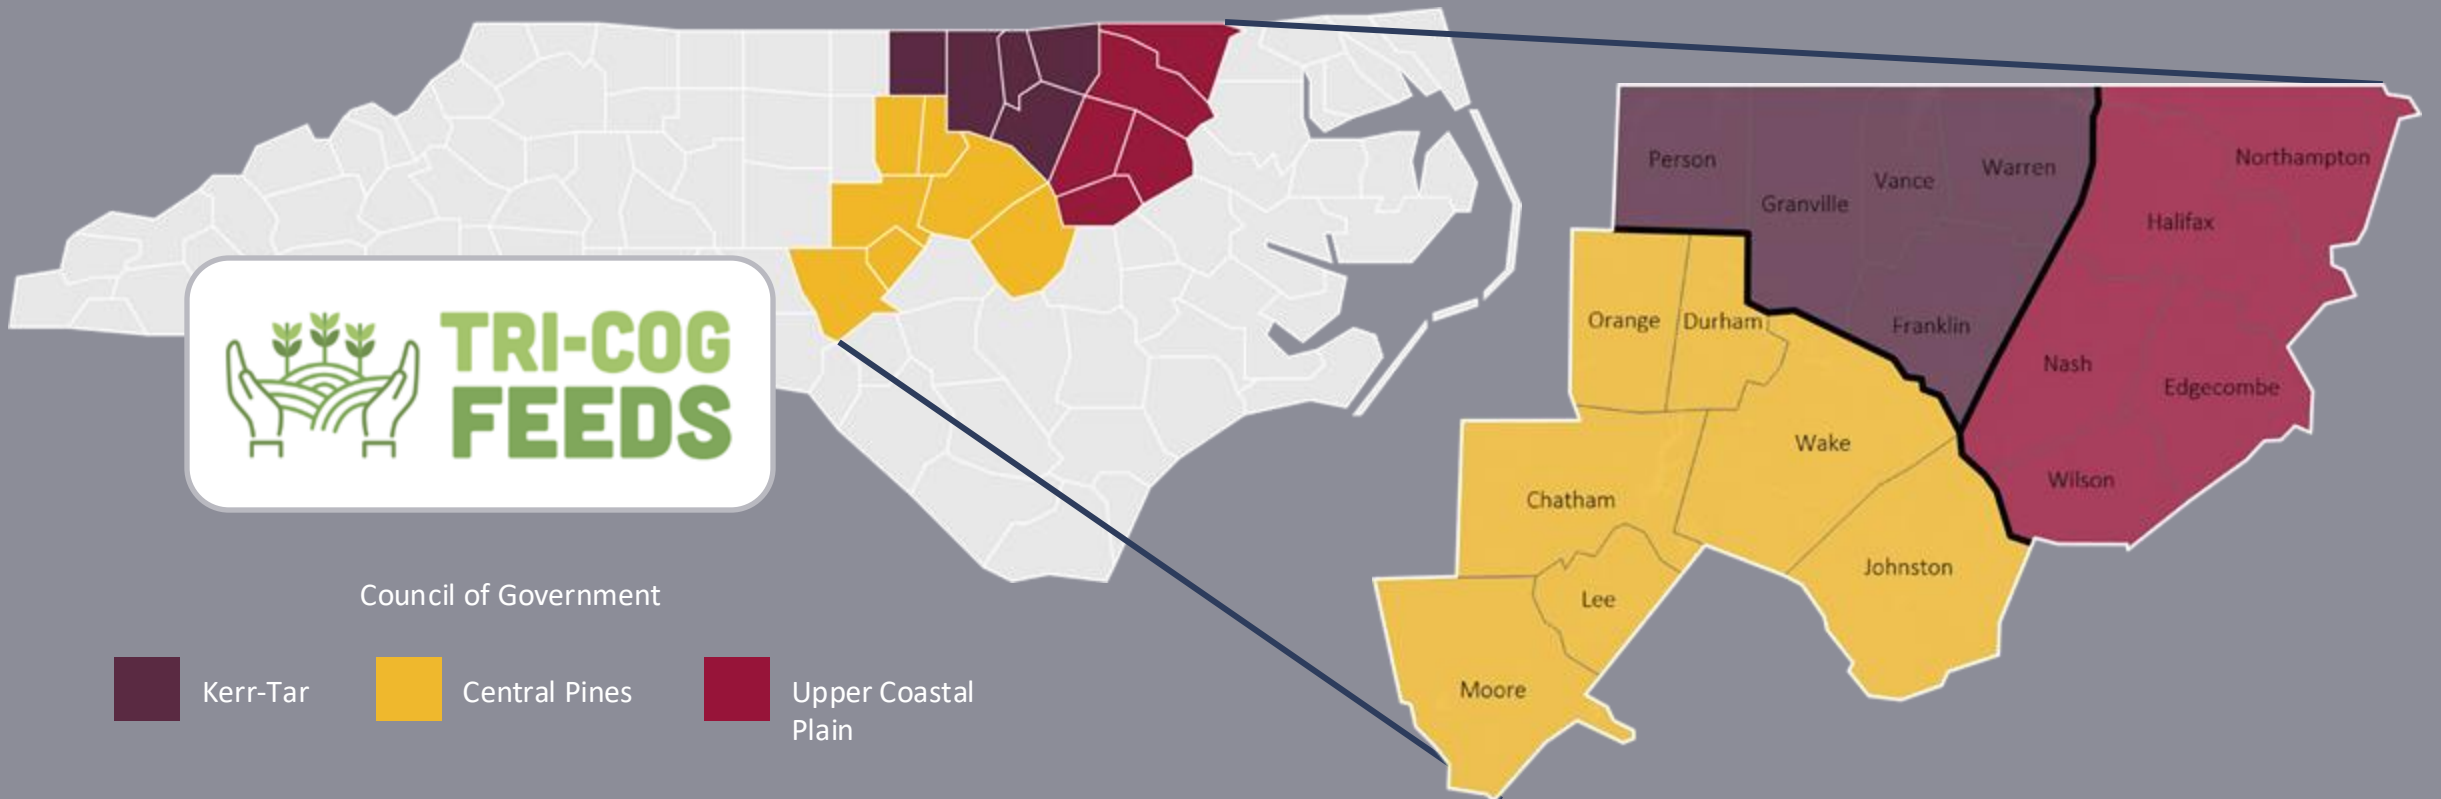 TRI-COG
FEEDS
Council of Government
Kerr-Tar
Central Pines
Upper Coastal
Plain
Person
Granville
Vance
Warren
Northampton
Halifax
Orange
Durham
Franklin
Nash
Edgecombe
Wake
Wilson
Chatham
Johnston
Lee
Moore